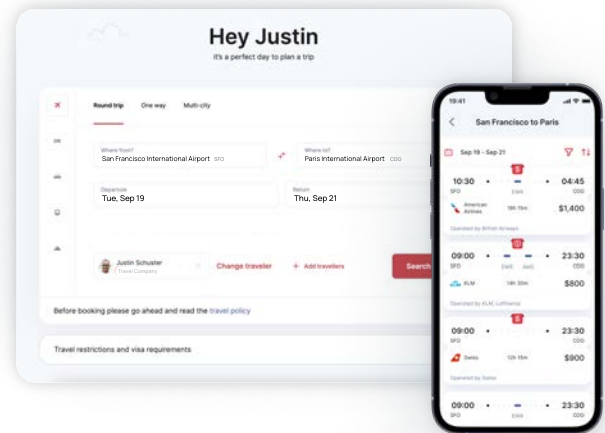 Hey Justin
it's a perfect day to plan a trip
Round trip One way Multi-city
Where from?
San Francisco International Airport SFO
Where to?
Paris International Airport CDG
Departure
Tue, Sep 19
Return
Thu, Sep 21
Justin Schuster
Travel Company
Change traveler
+ Add travellers
Search
Before booking please go ahead and read the travel policy
Travel restrictions and visa requirements
19:41
San Francisco to Paris
Sep 19 - Sep 21
10:30 04:45
SFO EWR CDG
American Airlines
$1,400
Operated by British Airways
09:00 23:30
SFO CDG
KLM 14h 30m $800
Operated by KLM, Lufthansa
09:00 23:30
SFO CDG
Swiss 12h 15m $900
Operated by Swiss
09:00 23:30
SFO CDG